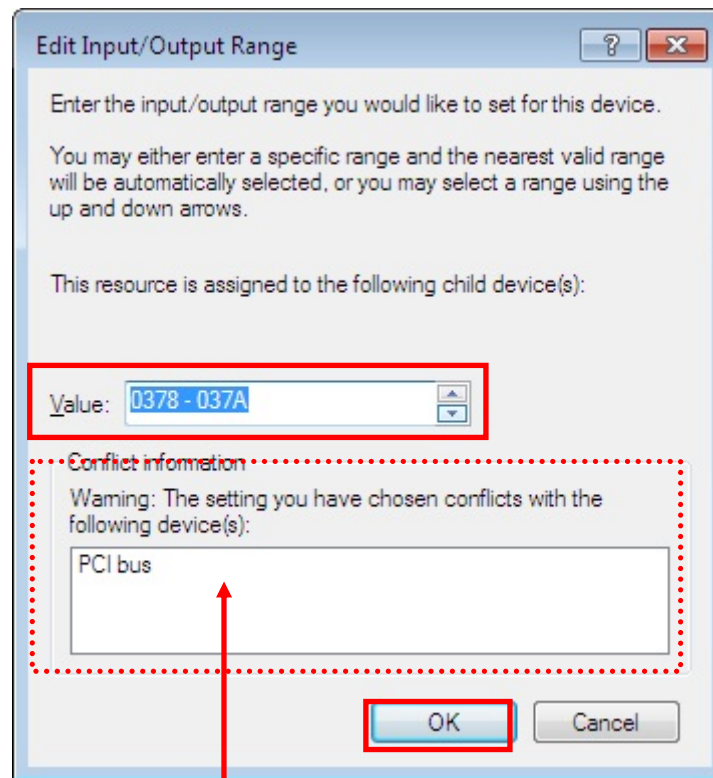 Edit Input/Output Range
Enter the input/output range you would like to set for this device.
You may either enter a specific range and the nearest valid range
will be automatically selected, or you may select a range using the
up and down arrows.
This resource is assigned to the following child device(s):
Value: 0378 - 037A
Conflict information
Warning: The setting you have chosen conflicts with the
following device(s):
PCI bus
OK Cancel